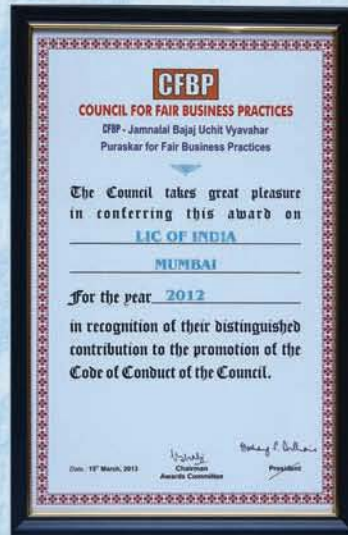 CFBP
COUNCIL FOR FAIR BUSINESS PRACTICES
CFBP - Jamnalal Bajaj Uchit Vyavahar
Puraskar for Fair Business Practices
The Council takes great pleasure
in conferring this award on
LIC OF INDIA
MUMBAI
For the year 2012
in recognition of their distinguished
contribution to the promotion of the
Code of Conduct of the Council.
Date : 15th March, 2013
Chairman
Awards Committee
President